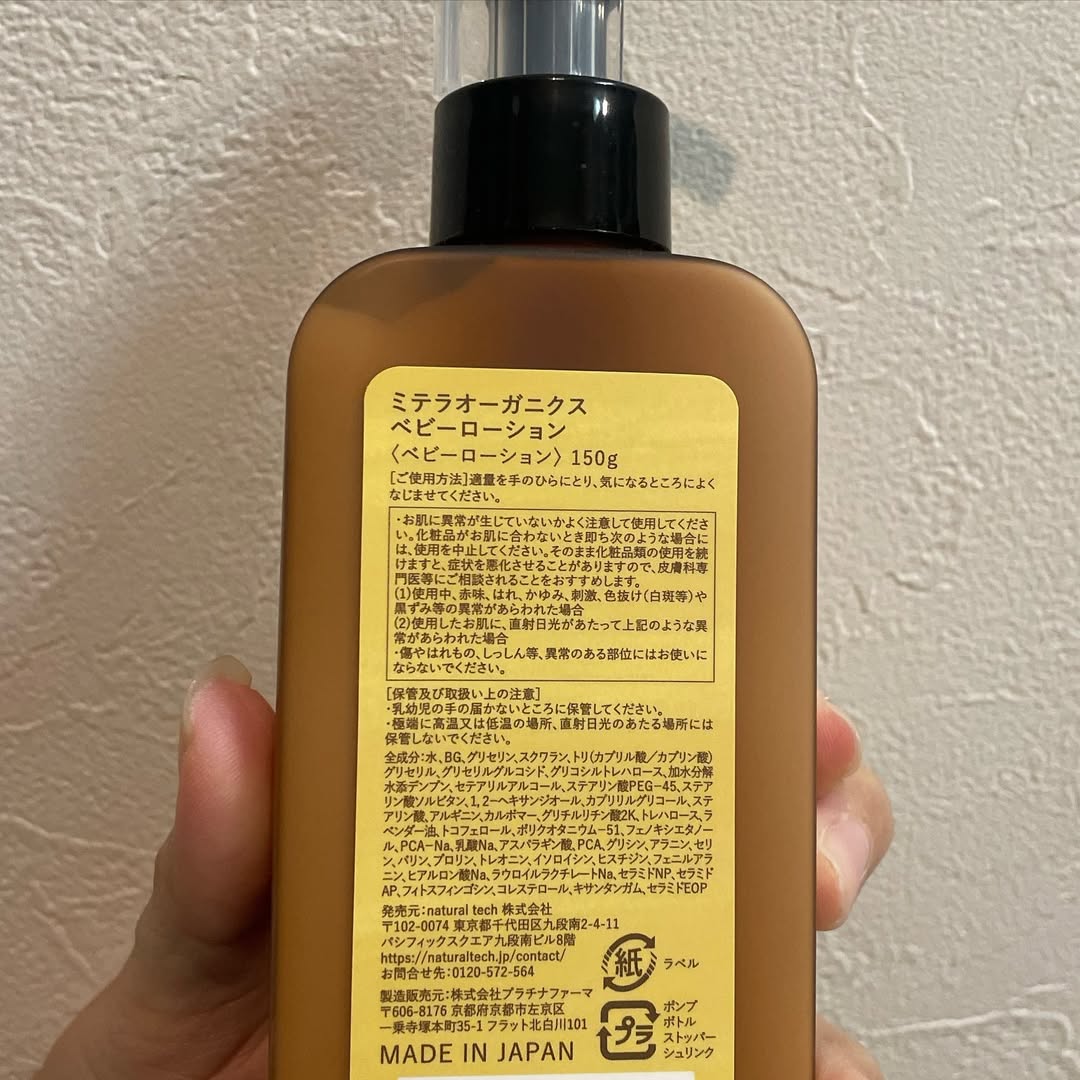 ミテラオーガニクス
ベビーローション
〈ベビーローション〉150g
[ご使用方法]適量を手のひらにとり、気になるところによく
なじませてください。
・お肌に異常が生じていないかよく注意して使用してくださ
い。化粧品がお肌に合わないとき即ち次のような場合に
は、使用を中止してください。そのまま化粧品類の使用を続
けますと、症状を悪化させることがありますので、皮膚科専
門医等にご相談されることをおすすめします。
(1)使用中、赤味、はれ、かゆみ、刺激、色抜け(白斑等)や
黒ずみ等の異常があらわれた場合
(2)使用したお肌に、直射日光があたって上記のような異
常があらわれた場合
・傷やはれもの、しっしん等、異常のある部位にはお使いに
ならないでください。
[保管及び取扱い上の注意]
・乳幼児の手の届かないところに保管してください。
・極端に高温又は低温の場所、直射日光のあたる場所には
保管しないでください。
全成分:水、BG、グリセリン、スクワラン、トリ(カプリル酸/カプリン酸)
グリセリル、グリセリルグルコシド、グリコシルトレハロース、加水分解
水添デンプン、セテアリルアルコール、ステアリン酸PEG-45、ステア
リン酸ソルビタン、1,2-ヘキサンジオール、カプリリルグリコール、ステ
アリン酸、アルギニン、カルボマー、グリチルリチン酸2K、トレハロース、ラ
ベンダー油、トコフェロール、ポリクオタニウム-51、フェノキシエタノー
ル、PCA-Na、乳酸Na、アスパラギン酸、PCA、グリシン、アラニン、セリ
ン、バリン、プロリン、トレオニン、イソロイシン、ヒスチジン、フェニルアラ
ニン、ヒアルロン酸Na、ラウロイルラクチレートNa、セラミドNP、セラミド
AP、フィトスフィンゴシン、コレステロール、キサンタンガム、セラミドEOP
発売元:natural tech 株式会社
〒102-0074 東京都千代田区九段南2-4-11
パシフィックスクエア九段南ビル8階
https://naturaltech.jp/contact/
お問合せ先:0120-572-564
製造販売元:株式会社プラチナファーマ
〒606-8176 京都府京都市左京区
一乗寺塚本町35-1 フラット北白川101
MADE IN JAPAN
紙
ラベル
プラ
ポンプ
ボトル
ストッパー
シュリンク